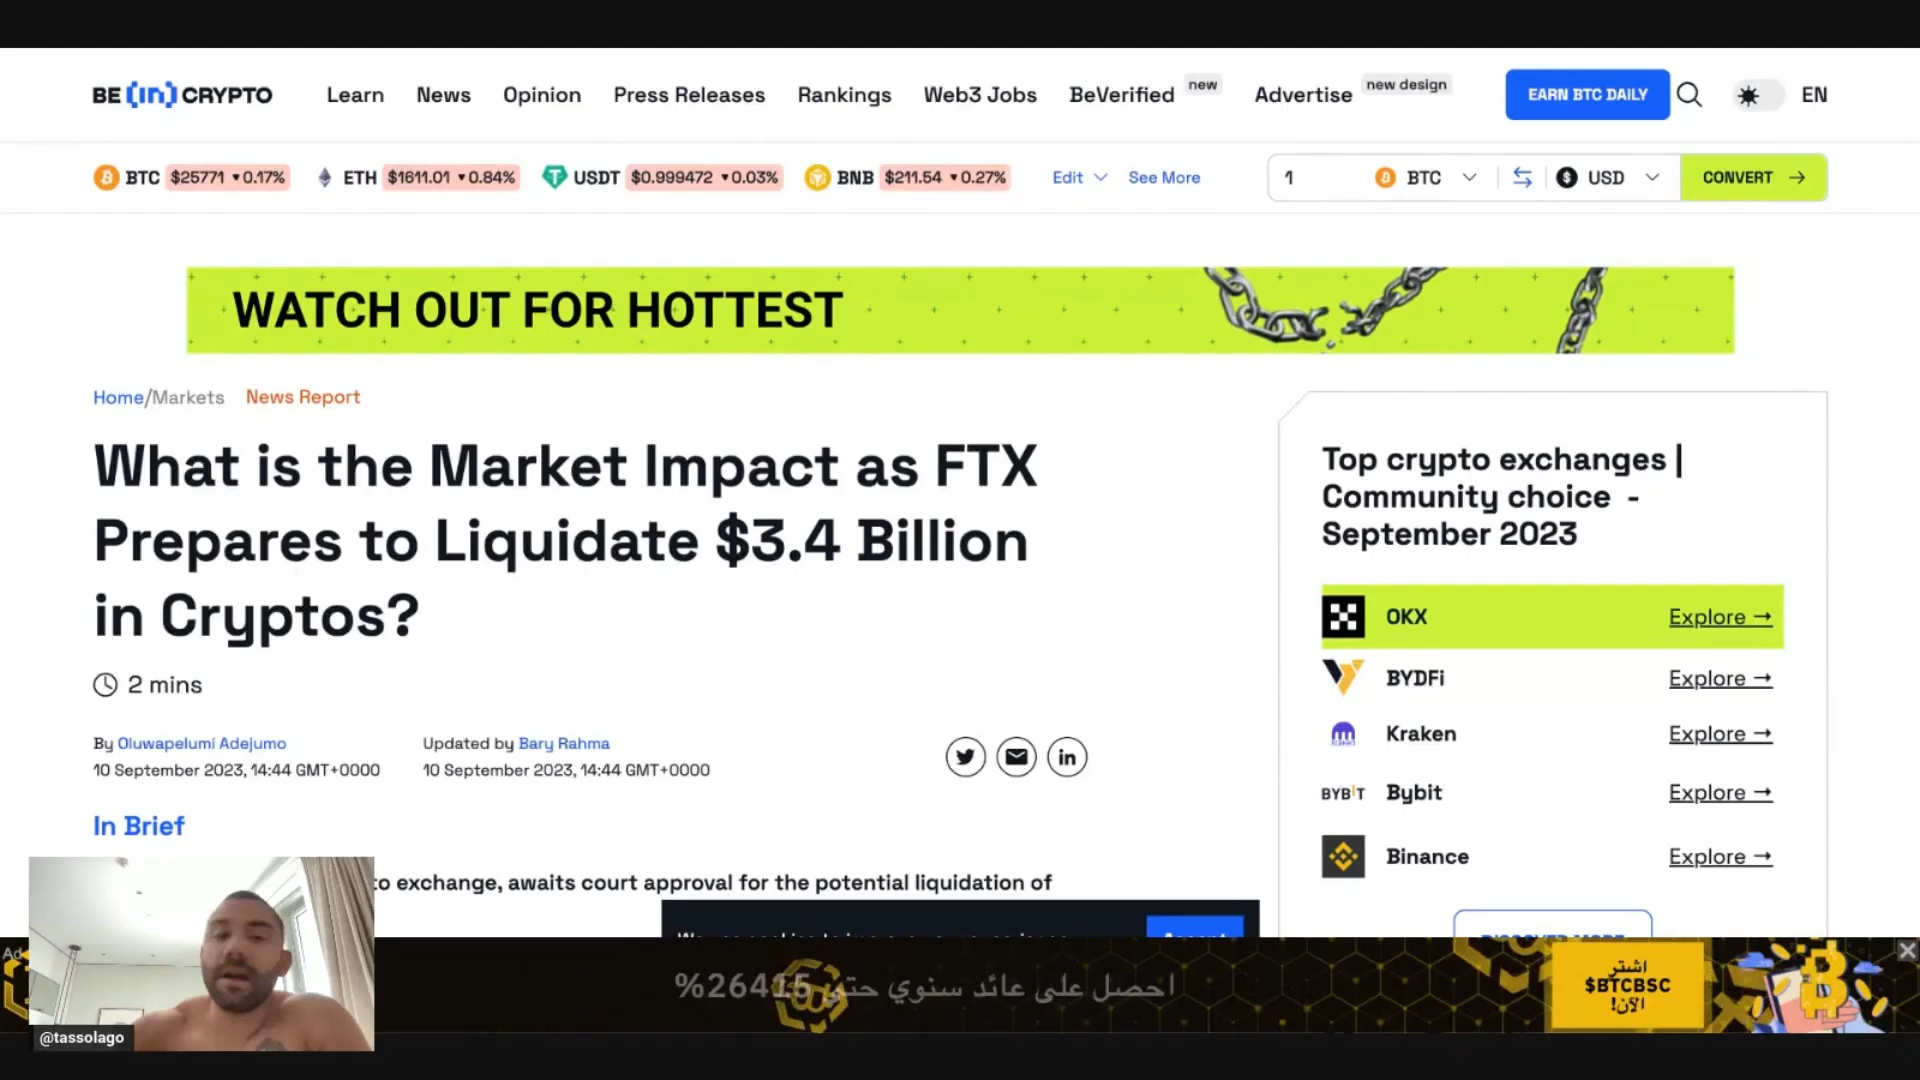 BE[in]CRYPTO
Learn
News
Opinion
Press Releases
Rankings
Web3 Jobs
BeVerified
new
Advertise
new design
EARN BTC DAILY
EN
BTC $25771 ▾0.17%
ETH $1611.01 ▾0.84%
USDT $0.999472 ▾0.03%
BNB $211.54 ▾0.27%
Edit
See More
1
BTC
USD
CONVERT →
WATCH OUT FOR HOTTEST
Home/Markets
News Report
What is the Market Impact as FTX
Prepares to Liquidate $3.4 Billion
in Cryptos?
2 mins
By Oluwapelumi Adejumo
10 September 2023, 14:44 GMT+0000
Updated by Bary Rahma
10 September 2023, 14:44 GMT+0000
In Brief
to exchange, awaits court approval for the potential liquidation of
Top crypto exchanges |
Community choice -
September 2023
OKX
Explore →
BYDFi
Explore →
Kraken
Explore →
BYBIT
Bybit
Explore →
Binance
Explore →
Ad
احصل على عائد سنوي حتى 26415%
اشتر
$BTCBSC
الآن!
@tassolago